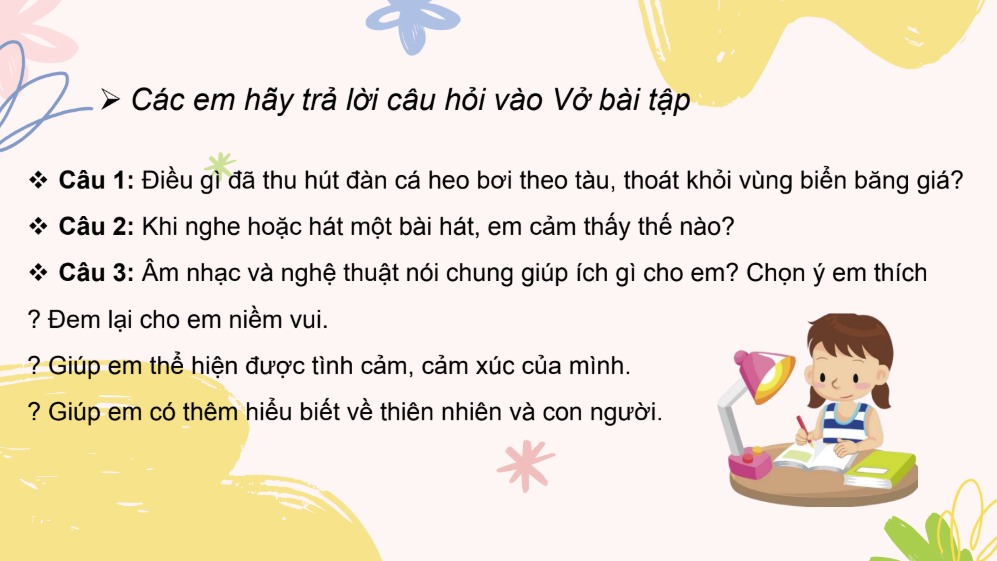 ➢ Các em hãy trả lời câu hỏi vào Vở bài tập
❖ Câu 1: Điều gì đã thu hút đàn cá heo bơi theo tàu, thoát khỏi vùng biển băng giá?
❖ Câu 2: Khi nghe hoặc hát một bài hát, em cảm thấy thế nào?
❖ Câu 3: Âm nhạc và nghệ thuật nói chung giúp ích gì cho em? Chọn ý em thích
? Đem lại cho em niềm vui.
? Giúp em thể hiện được tình cảm, cảm xúc của mình.
? Giúp em có thêm hiểu biết về thiên nhiên và con người.